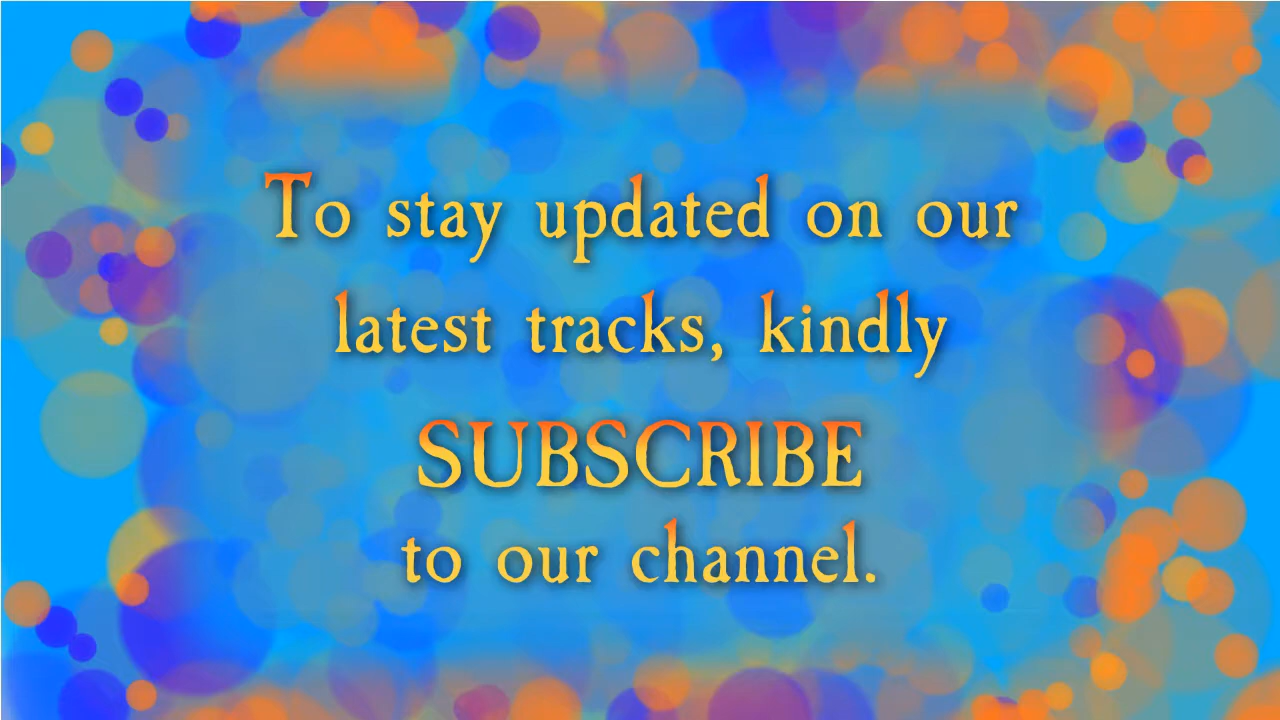 To stay updated on our
latest tracks, kindly
SUBSCRIBE
to our channel.